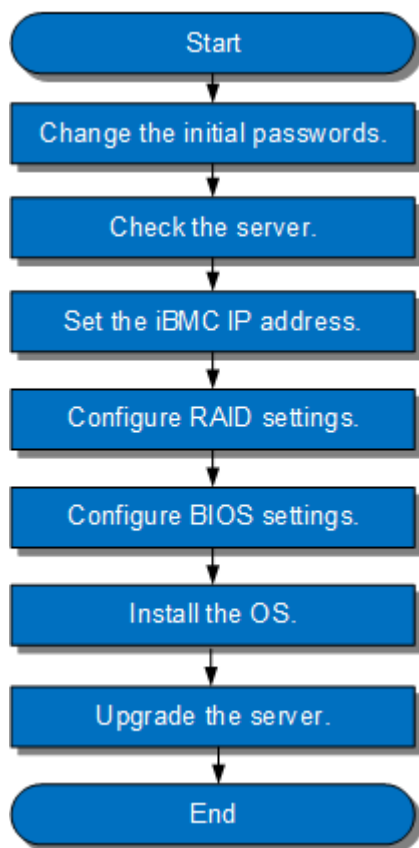 Start
Change the initial passwords.
Check the server.
Set the iBMC IP address.
Configure RAID settings.
Configure BIOS settings.
Install the OS.
Upgrade the server.
End